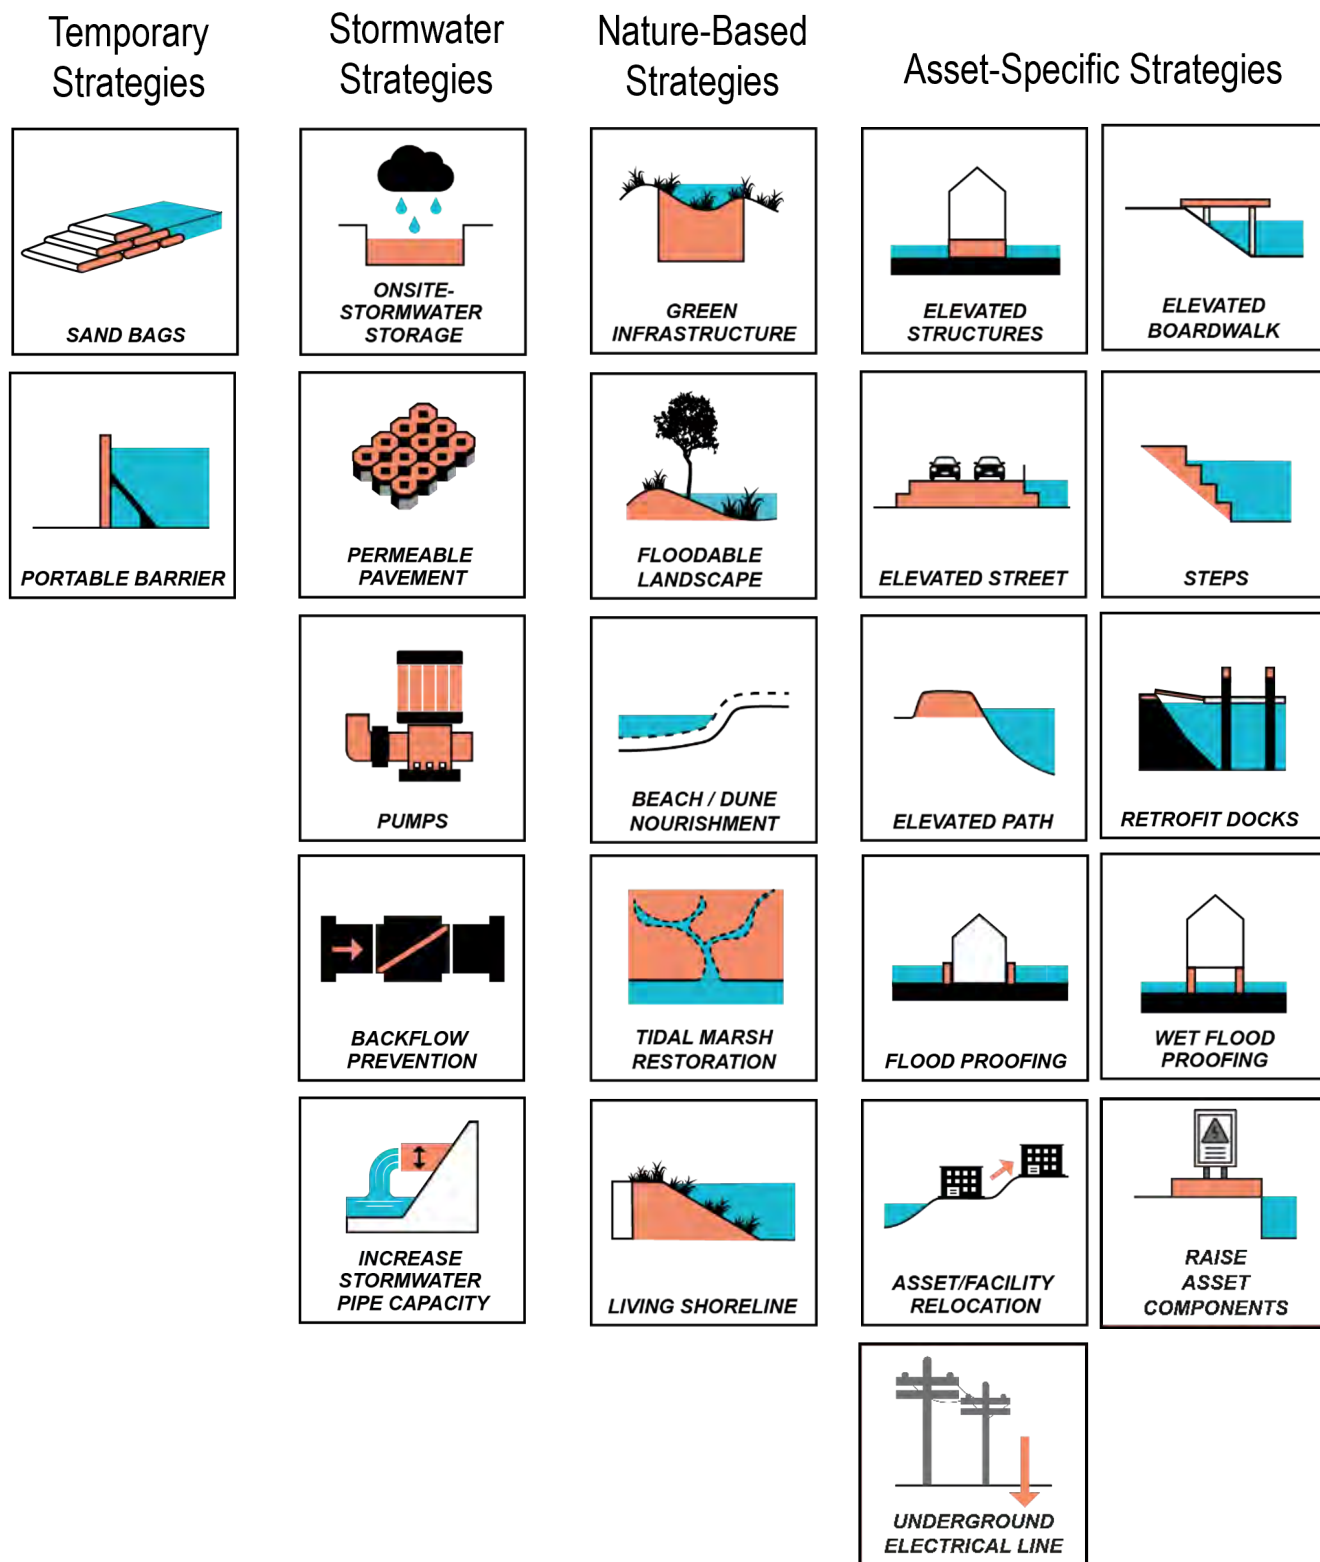 Temporary
Strategies
Stormwater
Strategies
Nature-Based
Strategies
Asset-Specific Strategies
SAND BAGS
ONSITE-
STORMWATER
STORAGE
GREEN
INFRASTRUCTURE
ELEVATED
STRUCTURES
ELEVATED
BOARDWALK
PORTABLE BARRIER
PERMEABLE
PAVEMENT
FLOODABLE
LANDSCAPE
ELEVATED STREET
STEPS
PUMPS
BEACH / DUNE
NOURISHMENT
ELEVATED PATH
RETROFIT DOCKS
BACKFLOW
PREVENTION
TIDAL MARSH
RESTORATION
FLOOD PROOFING
WET FLOOD
PROOFING
INCREASE
STORMWATER
PIPE CAPACITY
LIVING SHORELINE
ASSET/FACILITY
RELOCATION
RAISE
ASSET
COMPONENTS
UNDERGROUND
ELECTRICAL LINE